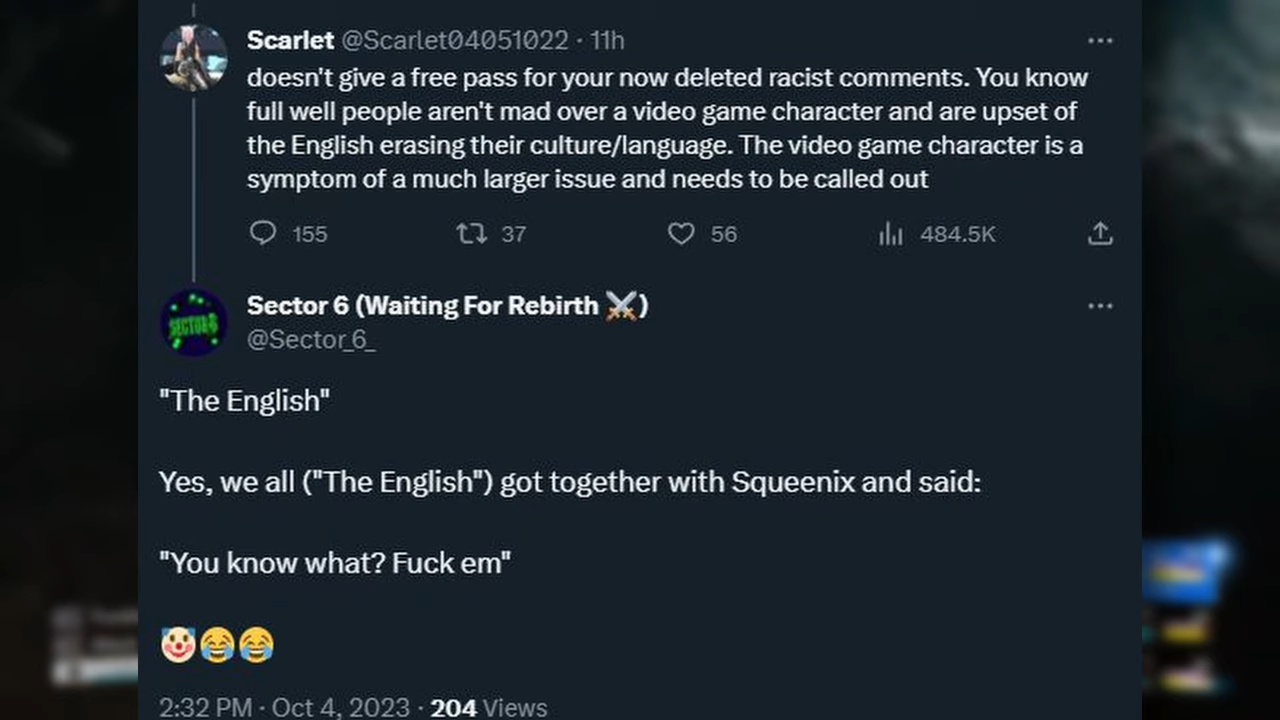 Scarlet @Scarlet04051022 · 11h
doesn't give a free pass for your now deleted racist comments. You know
full well people aren't mad over a video game character and are upset of
the English erasing their culture/language. The video game character is a
symptom of a much larger issue and needs to be called out
155 37 56 484.5K
SECTOR6
Sector 6 (Waiting For Rebirth ⚔️)
@Sector_6_
"The English"
Yes, we all ("The English") got together with Squeenix and said:
"You know what? Fuck em"
🤡😂😂
2:32 PM · Oct 4, 2023 · 204 Views